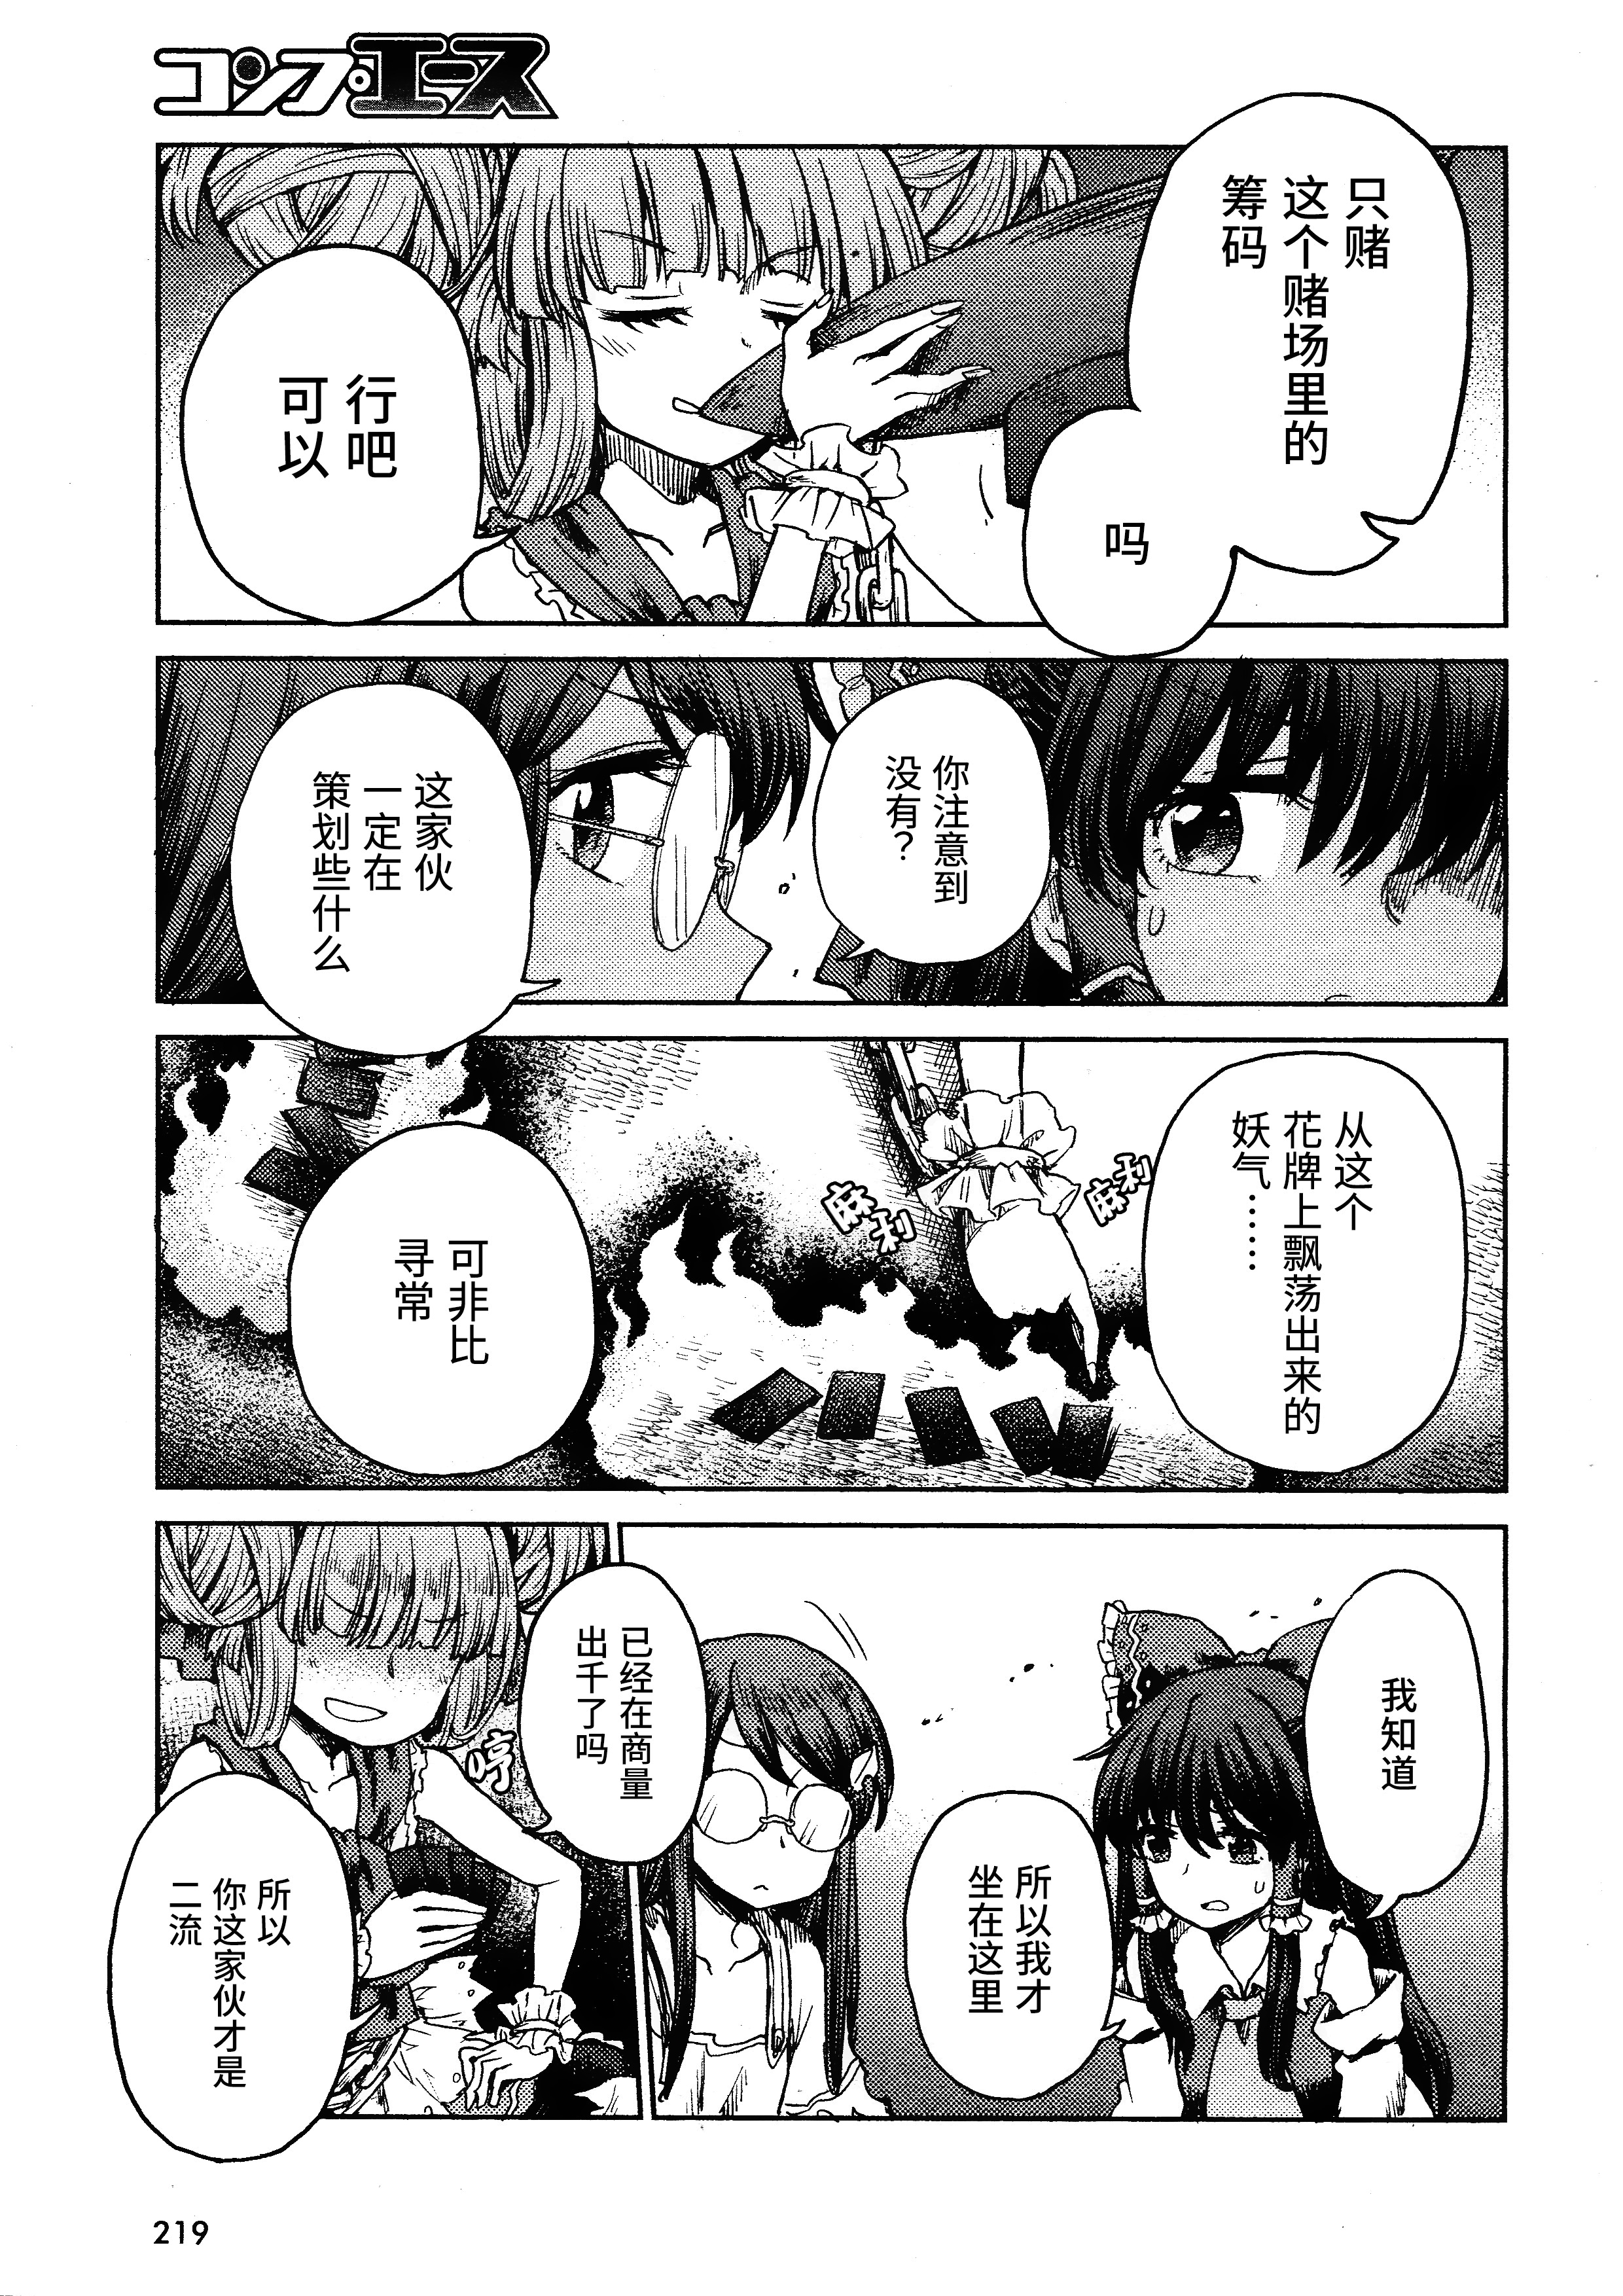 コンプ・エース
只赌
这个赌场里的
筹码
吗
行吧
可以
你注意到
没有？
这家伙
一定在
策划些什么
从这个
花牌上飘荡出来的
妖气……
麻利
麻利
可非比
寻常
我知道
所以我才
坐在这里
已经在商量
出千了吗
哼
所以
你这家伙才是
二流
219